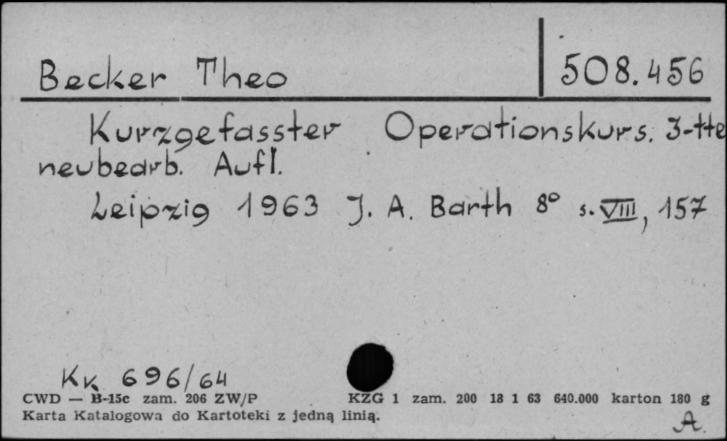 Becker Theo 508.456
Kurzgefasster Operationskurs. 3-tte
neubearb. Aufl.
Leipzig 1963 J. A. Barth 8° s. VIII, 157
Kk 696/64
CWD — B-15c zam. 206 ZW/P KZG 1 zam. 200 18 1 63 640.000 karton 180 g
Karta Katalogowa do Kartoteki z jedną linią.
A.